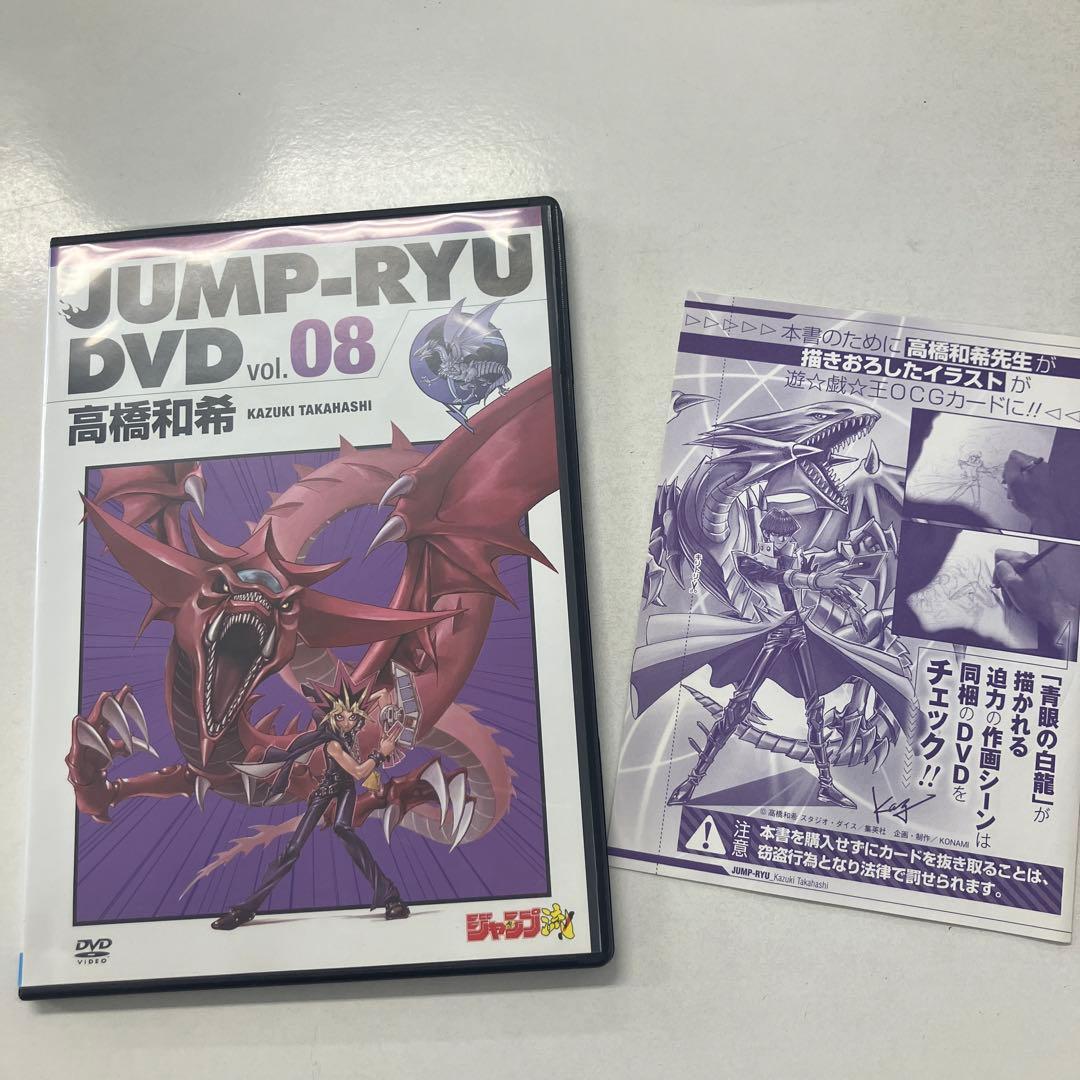 JUMP-RYU
DVD vol.08
高橋和希 KAZUKI TAKAHASHI
DVD
VIDEO
ジャンプ流!
▷▷▷▷▷本書のために高橋和希先生が
描きおろしたイラストが
遊☆戯☆王OCGカードに!!◁◁
キリトリ
「青眼の白龍」が
描かれる
迫力の作画シーンは
同梱のDVDを
チェック!!
©高橋和希 スタジオ・ダイス/集英社 企画・制作/KONAMI
注意
本書を購入せずにカードを抜き取ることは、
窃盗行為となり法律で罰せられます。
JUMP-RYU_Kazuki Takahashi